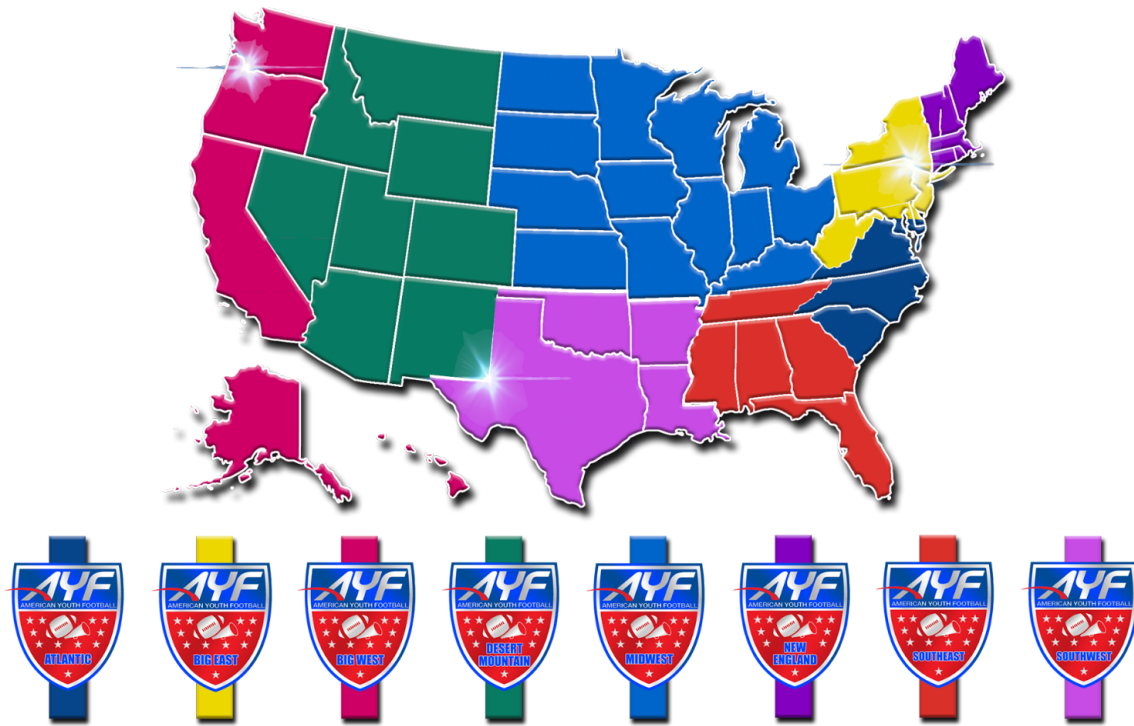 AYF
AMERICAN YOUTH FOOTBALL
ATLANTIC
AYF
AMERICAN YOUTH FOOTBALL
BIG EAST
AYF
AMERICAN YOUTH FOOTBALL
BIG WEST
AYF
AMERICAN YOUTH FOOTBALL
DESERT
MOUNTAIN
AYF
AMERICAN YOUTH FOOTBALL
MIDWEST
AYF
AMERICAN YOUTH FOOTBALL
NEW
ENGLAND
AYF
AMERICAN YOUTH FOOTBALL
SOUTHEAST
AYF
AMERICAN YOUTH FOOTBALL
SOUTHWEST